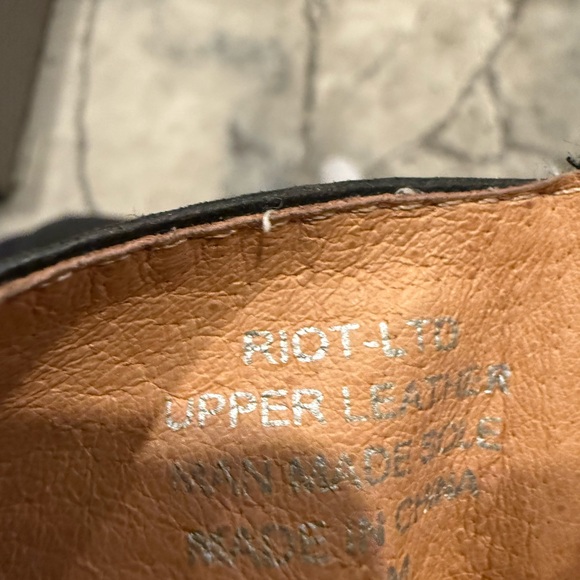 RIOT-LTD
UPPER LEATHER
MAN MADE SOLE
MADE IN CHINA
M